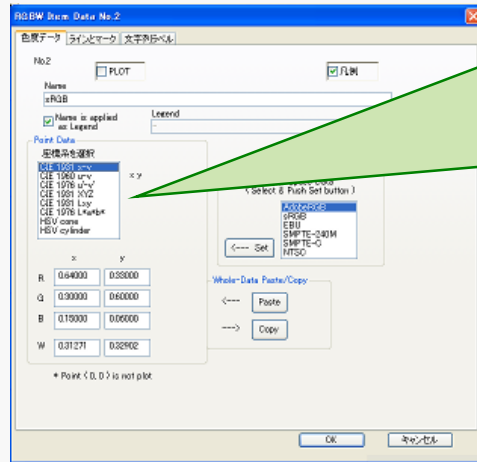 RGBW Item Data No.2
色度データ ラインとマーク 文字列ラベル
No.2
PLOT
凡例
Name
sRGB
Name is applied as Legend
Legend
-
Point Data
座標系を選択
CIE 1931 x-y
CIE 1960 u-v
CIE 1976 u'-v'
CIE 1931 XYZ
CIE 1931 Lxy
CIE 1976 L*a*b*
HSV cone
HSV cylinder
x y
( Select & Push Set button )
AdobeRGB
sRGB
EBU
SMPTE-240M
SMPTE-C
NTSC
<--- Set
x y
R 0.64000 0.33000
G 0.30000 0.60000
B 0.15000 0.06000
W 0.31271 0.32902
Whole-Data Paste/Copy
<--- Paste
---> Copy
* Point ( 0, 0 ) is not plot
OK キャンセル